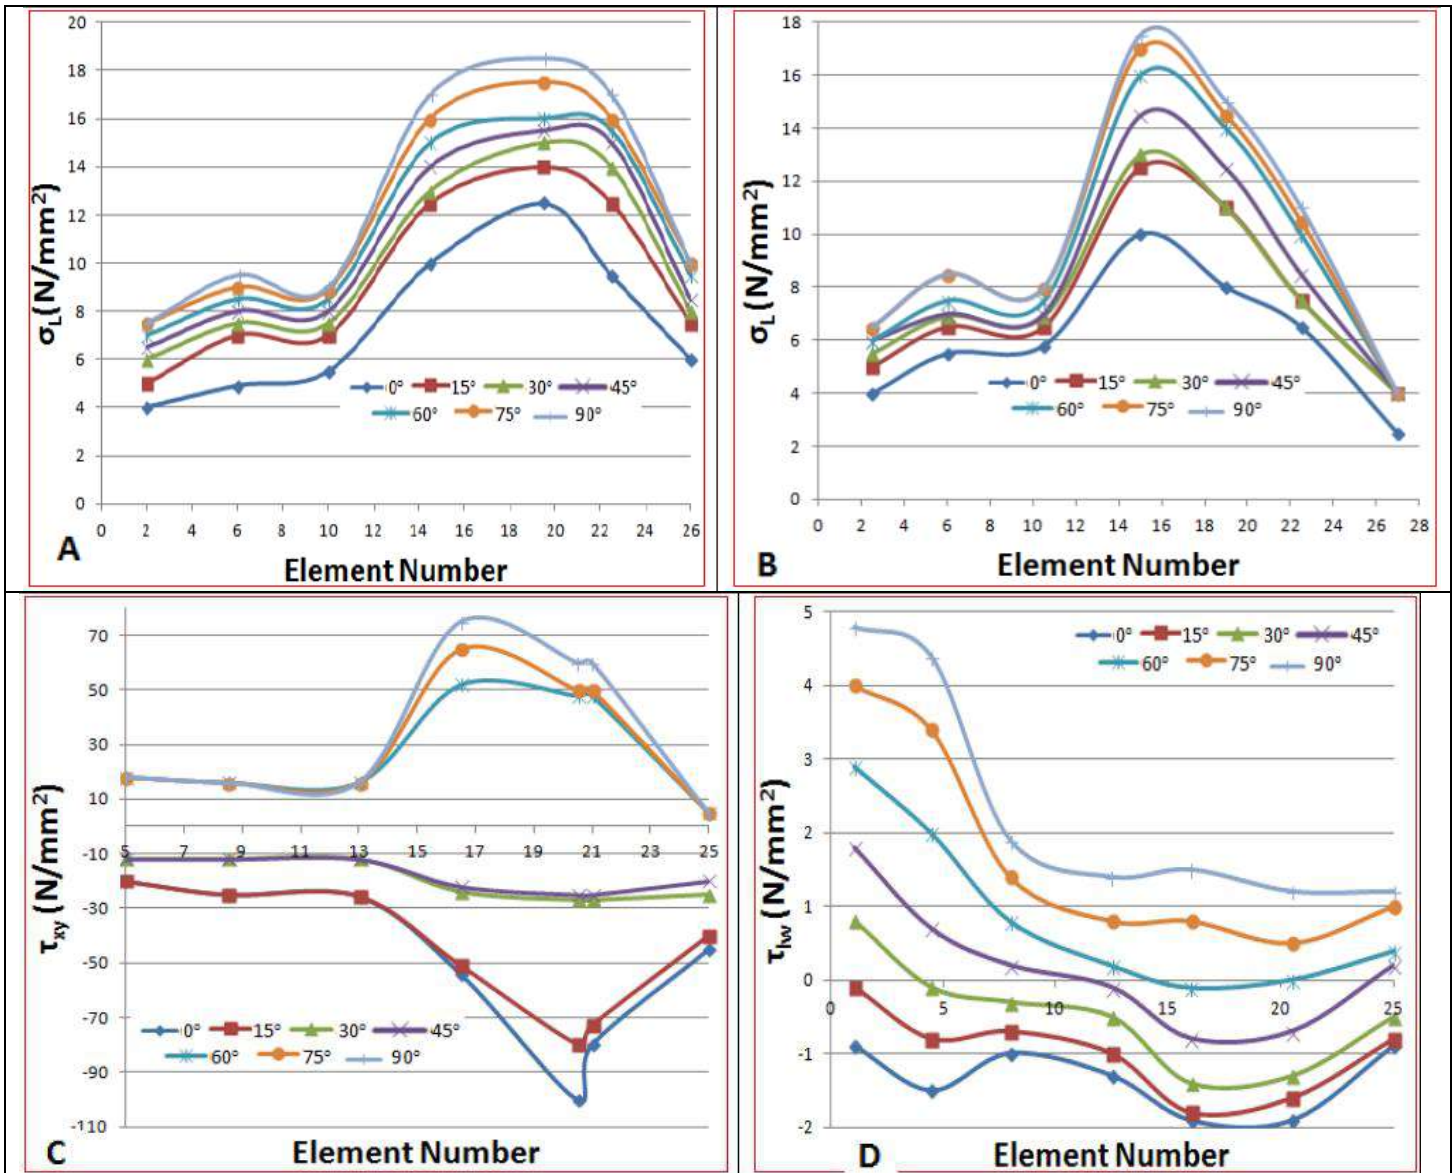 20
18
16
14
12
10
8
6
4
2
0
σL(N/mm²)
0 2 4 6 8 10 12 14 16 18 20 22 24 26
0° 15° 30° 45°
60° 75° 90°
A
Element Number
18
16
14
12
10
8
6
4
2
0
σL(N/mm²)
0 2 4 6 8 10 12 14 16 18 20 22 24 26 28
0° 15° 30° 45°
60° 75° 90°
B
Element Number
70
50
30
10
-10
-30
-50
-70
-90
-110
τxy (N/mm²)
5 7 9 11 13 15 17 19 21 23 25
0° 15° 30° 45°
60° 75° 90°
C
Element Number
5
4
3
2
1
0
-1
-2
τlw (N/mm²)
0 5 10 15 20 25
0° 15° 30° 45°
60° 75° 90°
D
Element Number